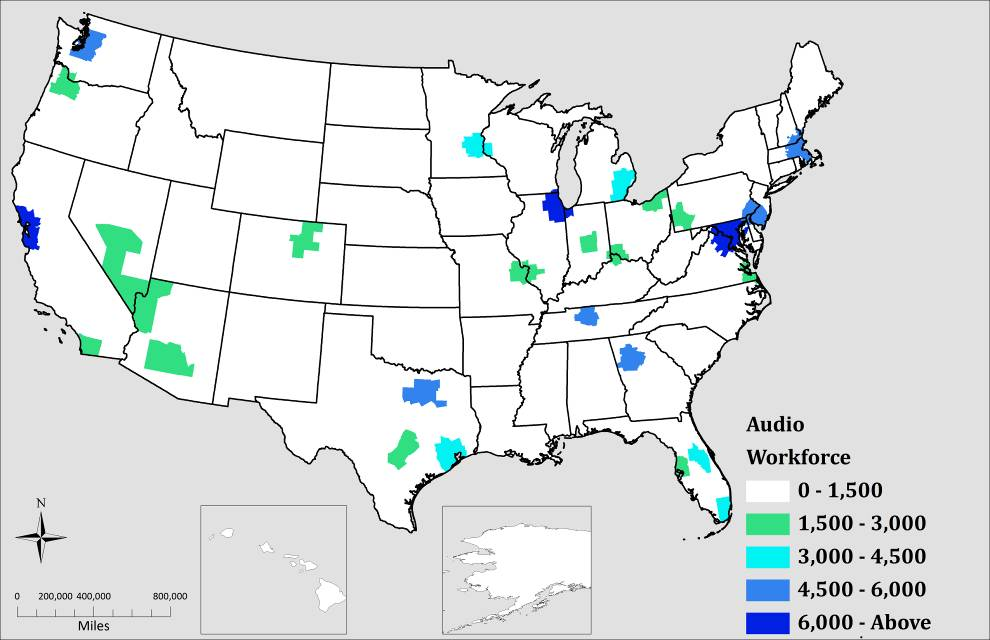 Audio
Workforce
0 - 1,500
1,500 - 3,000
3,000 - 4,500
4,500 - 6,000
6,000 - Above
N
0 200,000 400,000 800,000
Miles